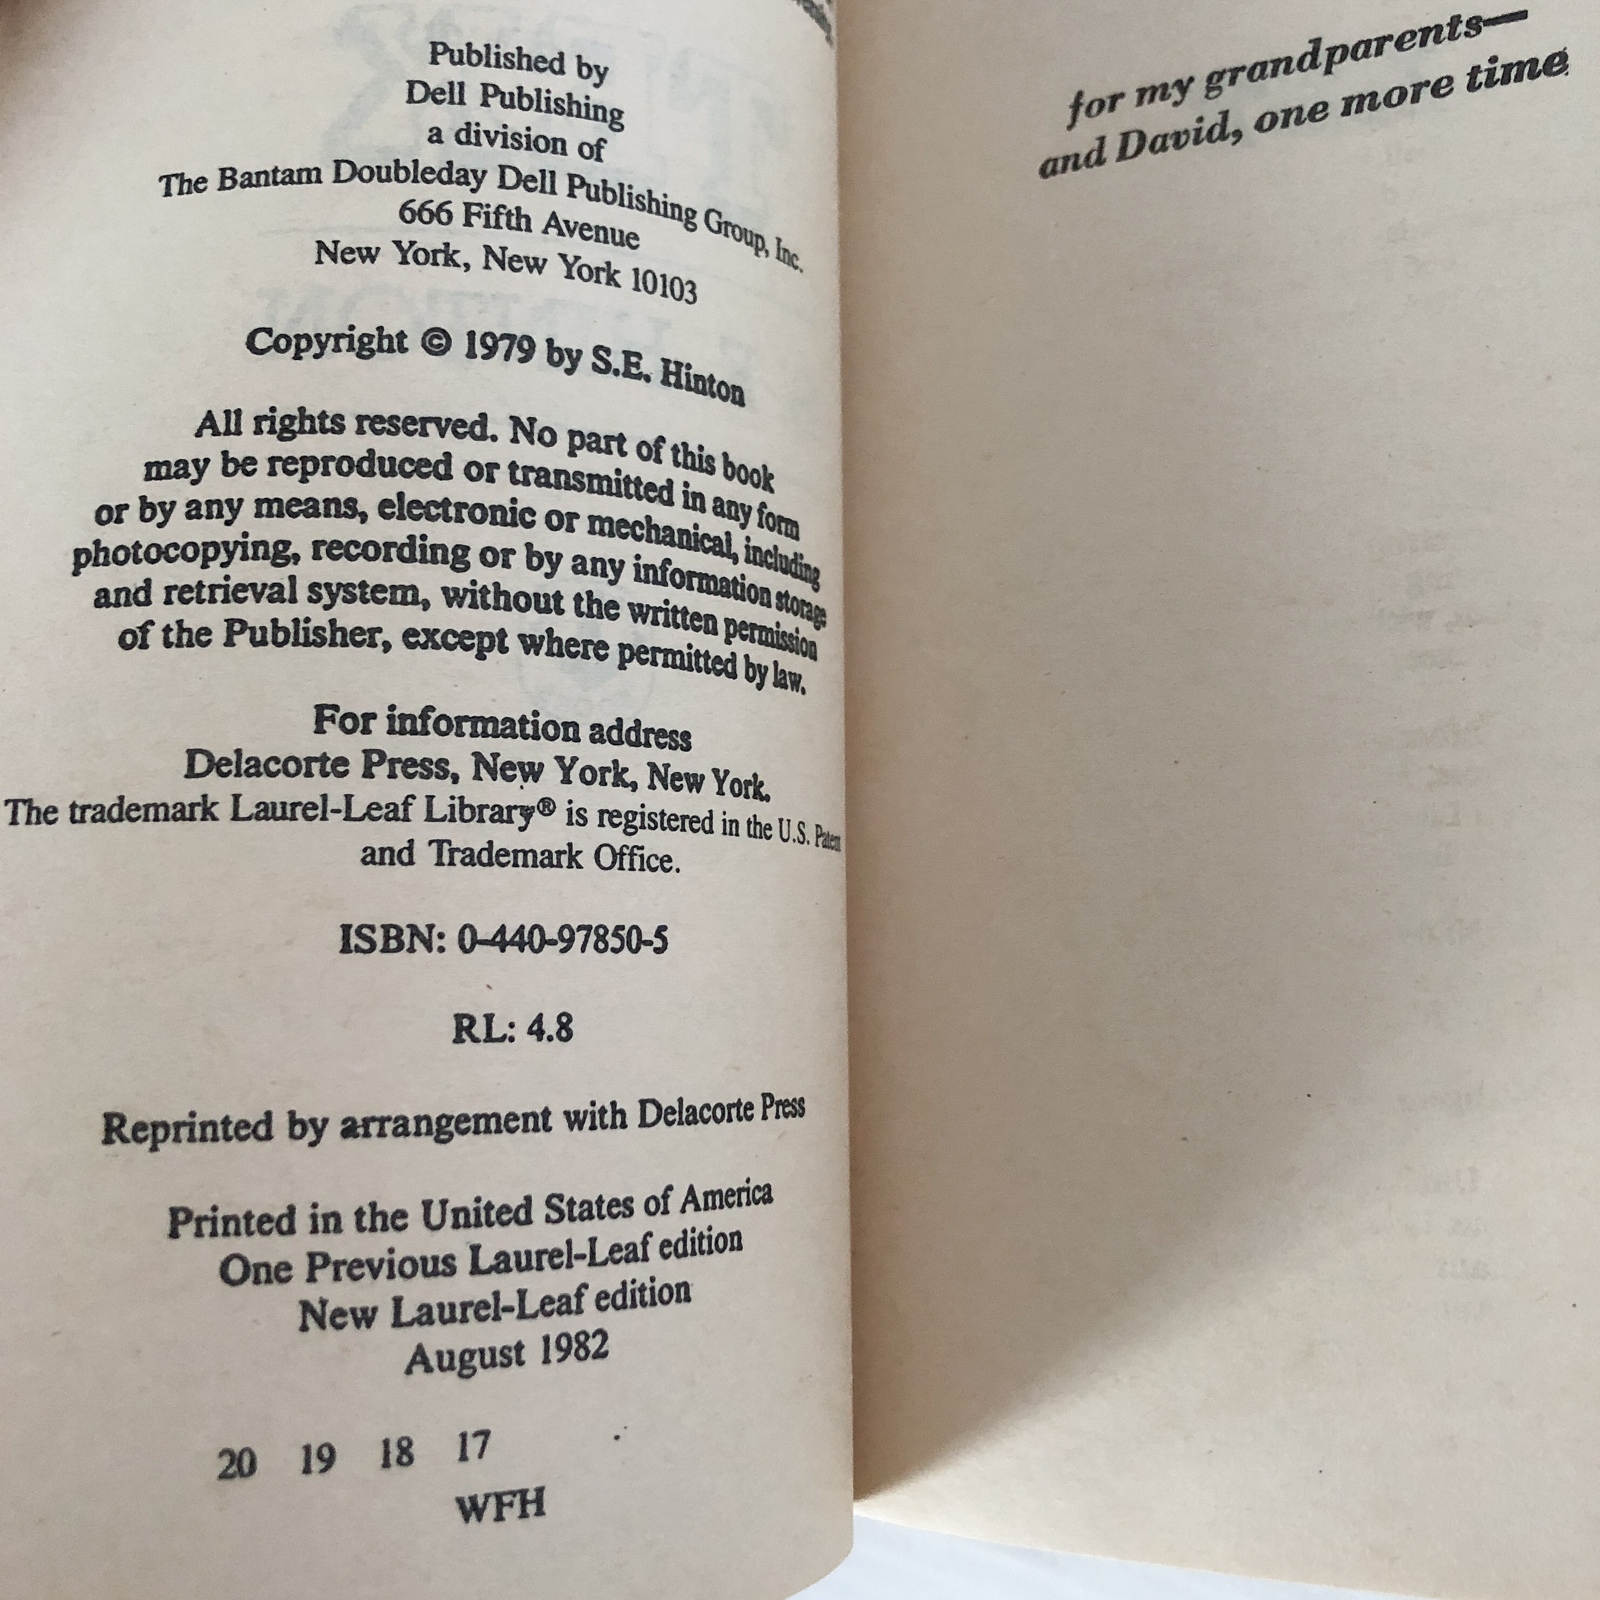 Published by
Dell Publishing
a division of
The Bantam Doubleday Dell Publishing Group, Inc.
666 Fifth Avenue
New York, New York 10103
Copyright © 1979 by S.E. Hinton
All rights reserved. No part of this book
may be reproduced or transmitted in any form
or by any means, electronic or mechanical, including
photocopying, recording or by any information storage
and retrieval system, without the written permission
of the Publisher, except where permitted by law.
For information address
Delacorte Press, New York, New York.
The trademark Laurel-Leaf Library® is registered in the U.S. Patent
and Trademark Office.
ISBN: 0-440-97850-5
RL: 4.8
Reprinted by arrangement with Delacorte Press
Printed in the United States of America
One Previous Laurel-Leaf edition
New Laurel-Leaf edition
August 1982
20 19 18 17
WFH
for my grandparents—
and David, one more time